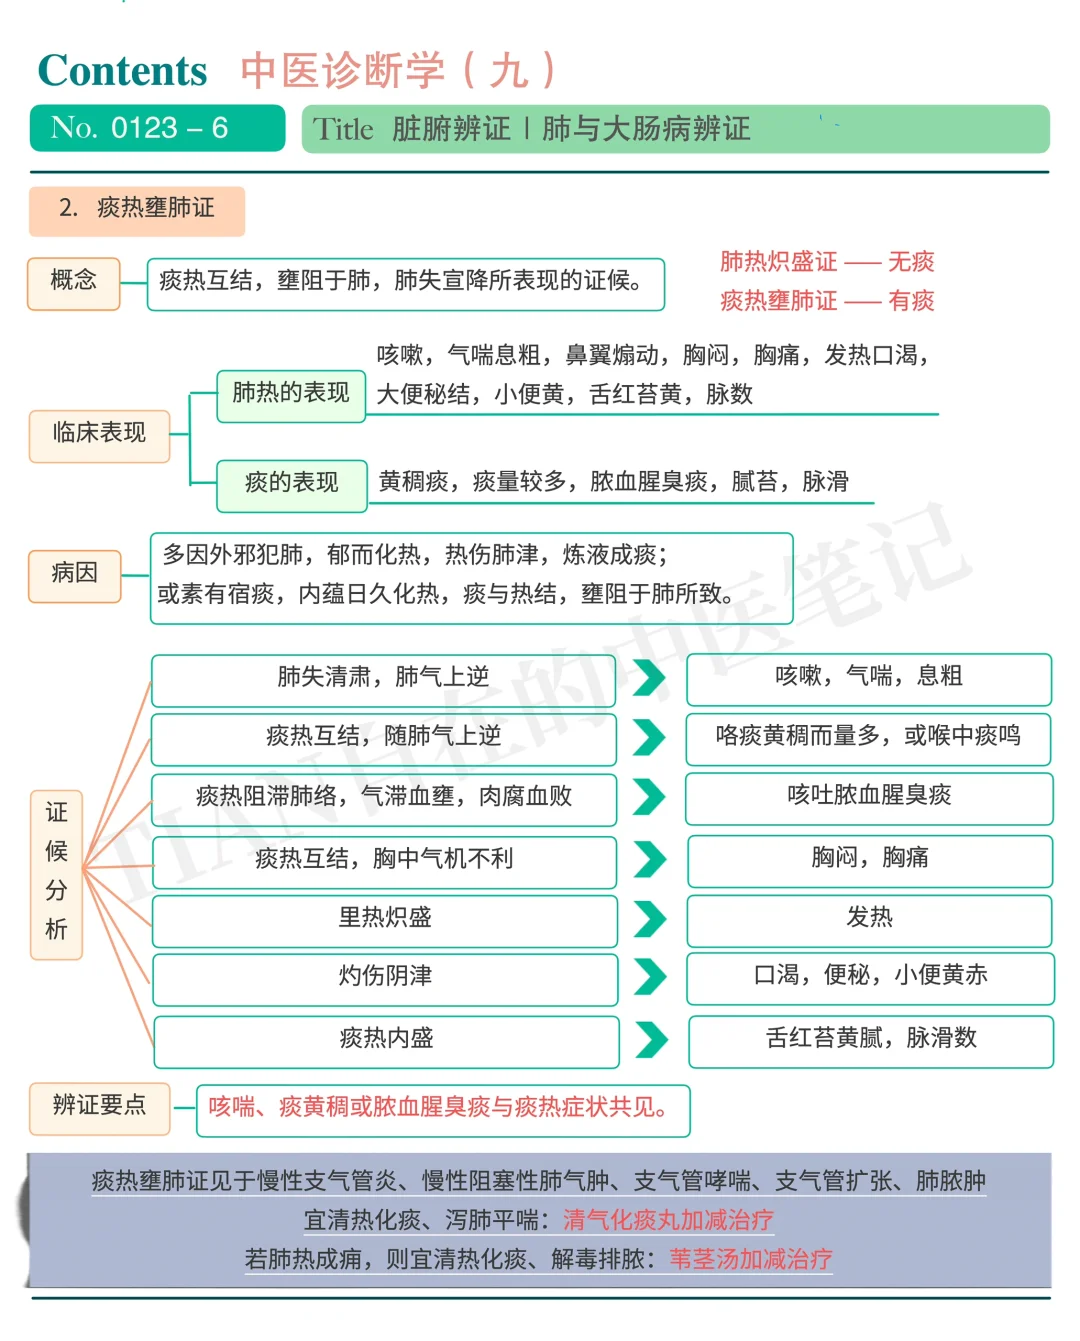 Contents 中医诊断学（九）
No. 0123 – 6
Title 脏腑辨证 | 肺与大肠病辨证
2. 痰热壅肺证
概念
痰热互结，壅阻于肺，肺失宣降所表现的证候。
肺热炽盛证 —— 无痰
痰热壅肺证 —— 有痰
临床表现
肺热的表现
咳嗽，气喘息粗，鼻翼煽动，胸闷，胸痛，发热口渴，
大便秘结，小便黄，舌红苔黄，脉数
痰的表现
黄稠痰，痰量较多，脓血腥臭痰，腻苔，脉滑
病因
多因外邪犯肺，郁而化热，热伤肺津，炼液成痰；
或素有宿痰，内蕴日久化热，痰与热结，壅阻于肺所致。
证候分析
肺失清肃，肺气上逆
咳嗽，气喘，息粗
痰热互结，随肺气上逆
咯痰黄稠而量多，或喉中痰鸣
痰热阻滞肺络，气滞血壅，肉腐血败
咳吐脓血腥臭痰
痰热互结，胸中气机不利
胸闷，胸痛
里热炽盛
发热
灼伤阴津
口渴，便秘，小便黄赤
痰热内盛
舌红苔黄腻，脉滑数
辨证要点
咳喘、痰黄稠或脓血腥臭痰与痰热症状共见。
痰热壅肺证见于慢性支气管炎、慢性阻塞性肺气肿、支气管哮喘、支气管扩张、肺脓肿
宜清热化痰、泻肺平喘：清气化痰丸加减治疗
若肺热成痈，则宜清热化痰、解毒排脓：苇茎汤加减治疗
TIAN自在的中医笔记